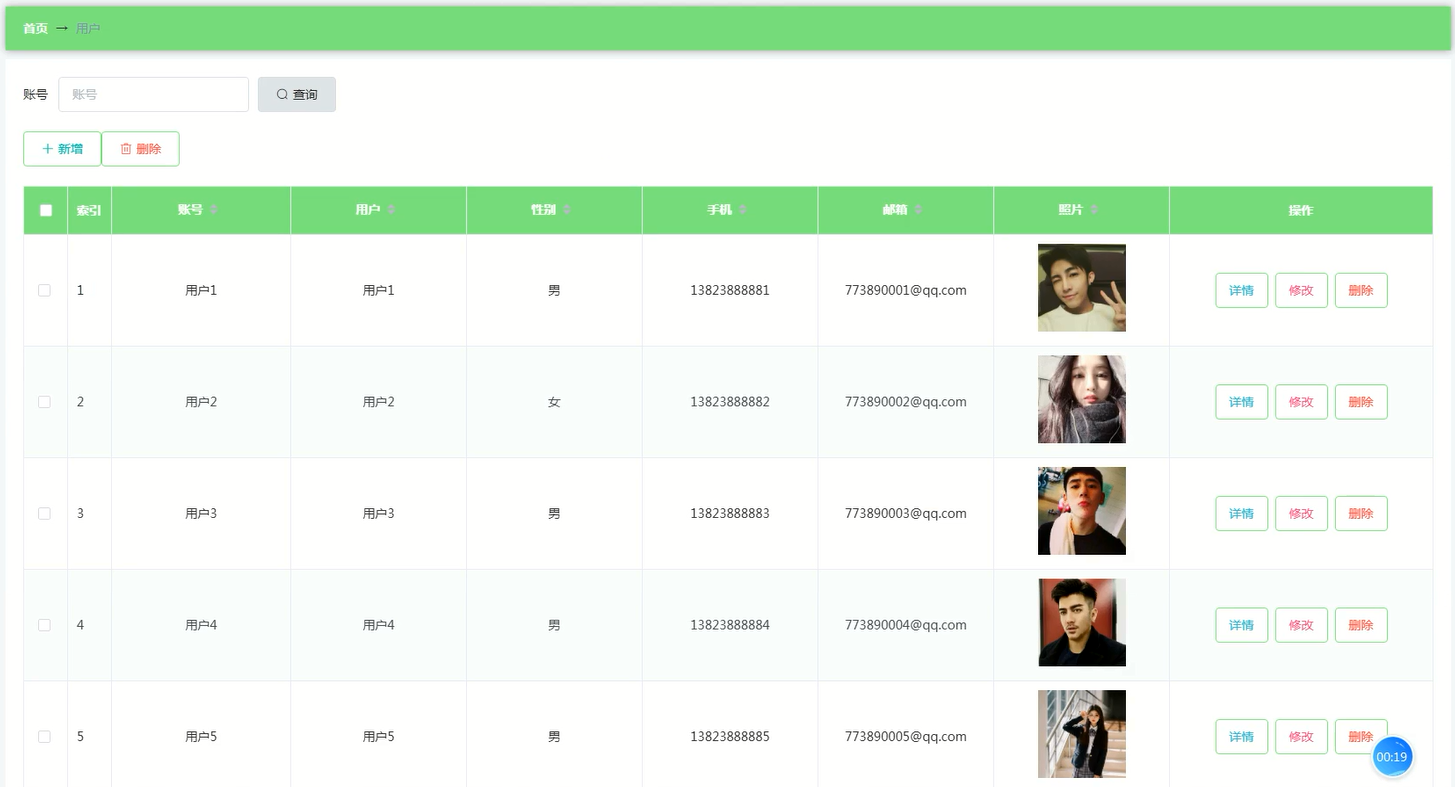 首页 → 用户
账号 账号 查询
新增 删除
索引 账号 用户 性别 手机 邮箱 照片 操作
1 用户1 用户1 男 13823888881 773890001@qq.com 详情 修改 删除
2 用户2 用户2 女 13823888882 773890002@qq.com 详情 修改 删除
3 用户3 用户3 男 13823888883 773890003@qq.com 详情 修改 删除
4 用户4 用户4 男 13823888884 773890004@qq.com 详情 修改 删除
5 用户5 用户5 男 13823888885 773890005@qq.com 详情 修改 删除
00:19